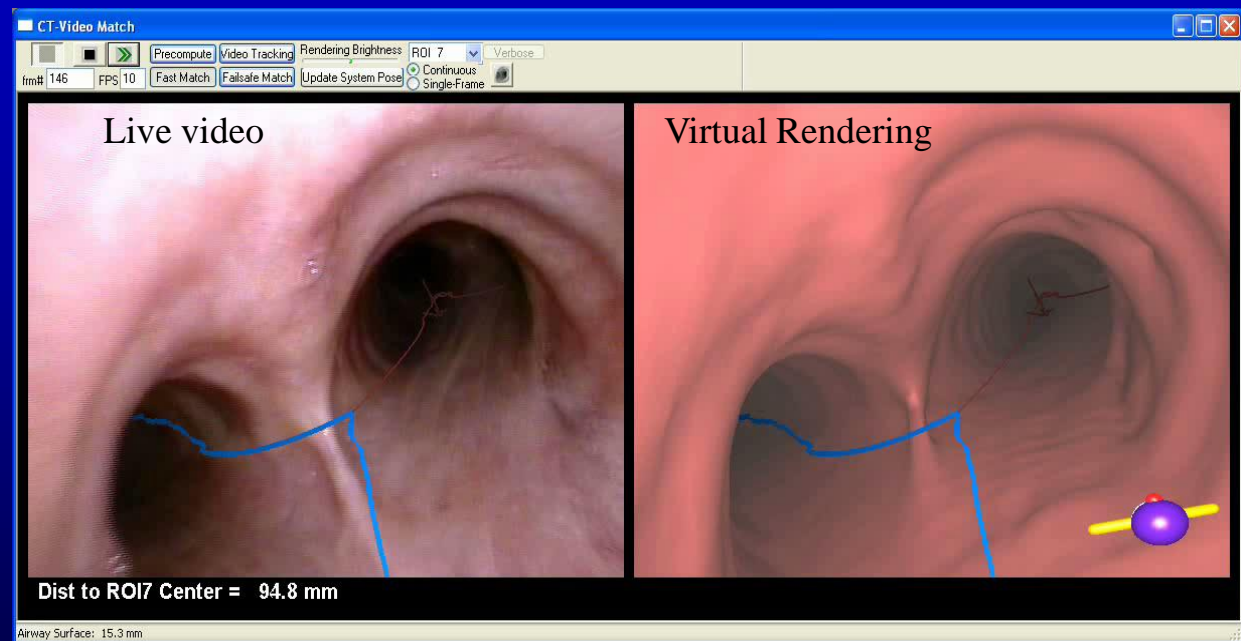 CT-Video Match
Precompute Video Tracking Rendering Brightness ROI 7 Verbose
frm# 146 FPS 10 Fast Match Failsafe Match Update System Pose Continuous
Single-Frame
Live video Virtual Rendering
Dist to ROI7 Center = 94.8 mm
Airway Surface: 15.3 mm